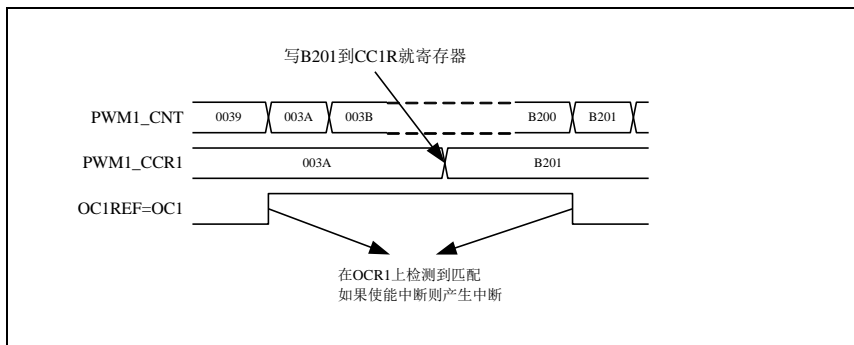 写B201到CC1R就寄存器
PWM1_CNT 0039 003A 003B B200 B201
PWM1_CCR1 003A B201
OC1REF=OC1
在OCR1上检测到匹配
如果使能中断则产生中断